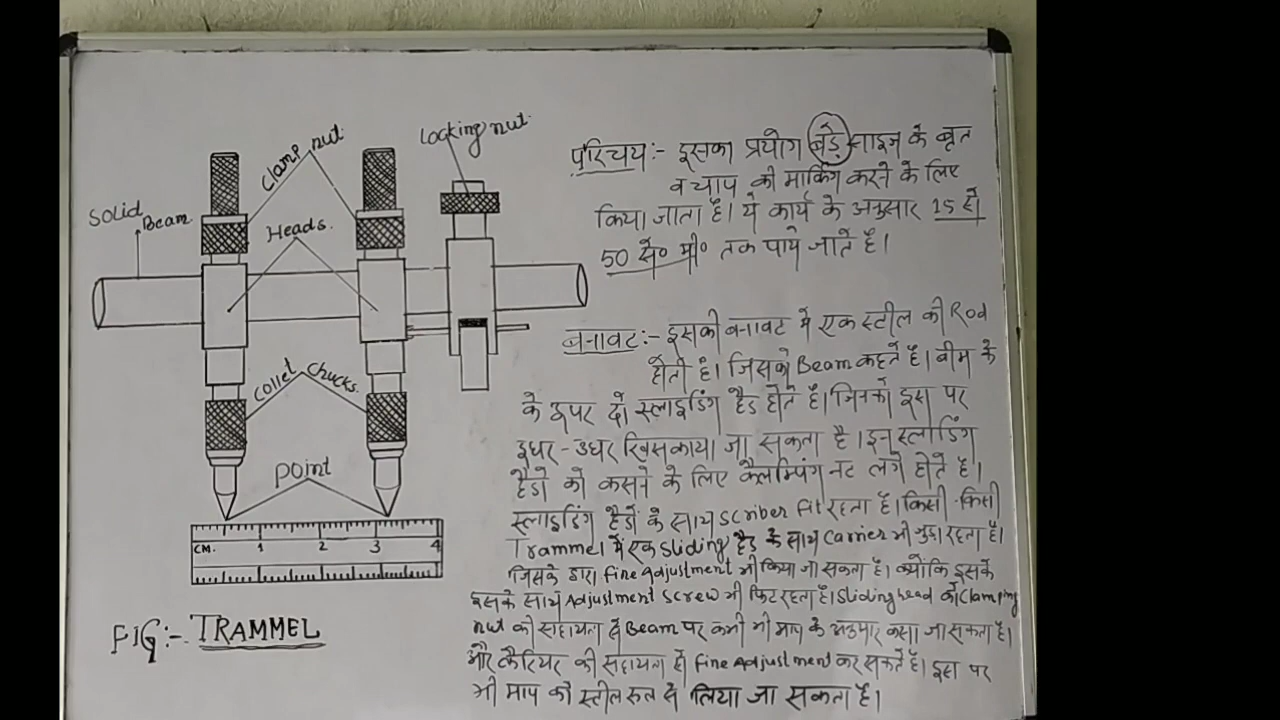 Locking nut
Clamp nut
Solid
Beam
Heads
Collet Chucks
Point
CM. 1 2 3 4
FIG:- TRAMMEL
परिचय:- इसका प्रयोग बड़े साइज के वृत
व चाप की मार्किंग करने के लिए
किया जाता है। ये कार्य के अनुसार 15 से
50 से० मी० तक पाये जाते है।
बनावट:- इसकी बनावट में एक स्टील की Rod
होती है। जिसको Beam कहते है। बीम के
के ऊपर दो स्लाइडिंग हैड होते है। जिनको इस पर
इधर-उधर खिसकाया जा सकता है। इन स्लाडिंग
हैडो को कसने के लिए क्लैम्पिंग नट लगे होते है।
स्लाइडिंग हैडों के साथ Scriber Fit रहता है। किसी-किसी
Trammel में एक Sliding हैड के साथ Carrier भी जुड़ा रहता है।
जिसके द्वारा Fine Adjustment भी किया जा सकता है। क्योंकि इसके
इसके साथ Adjustment Screw भी फिट रहता है। Sliding head को Clamping
nut की सहायता से Beam पर कभी भी माप के अनुसार कसा जा सकता है।
और कैरियर की सहायता से Fine Adjustment कर सकते है। इस पर
भी माप को स्टील रूल से लिया जा सकता है।